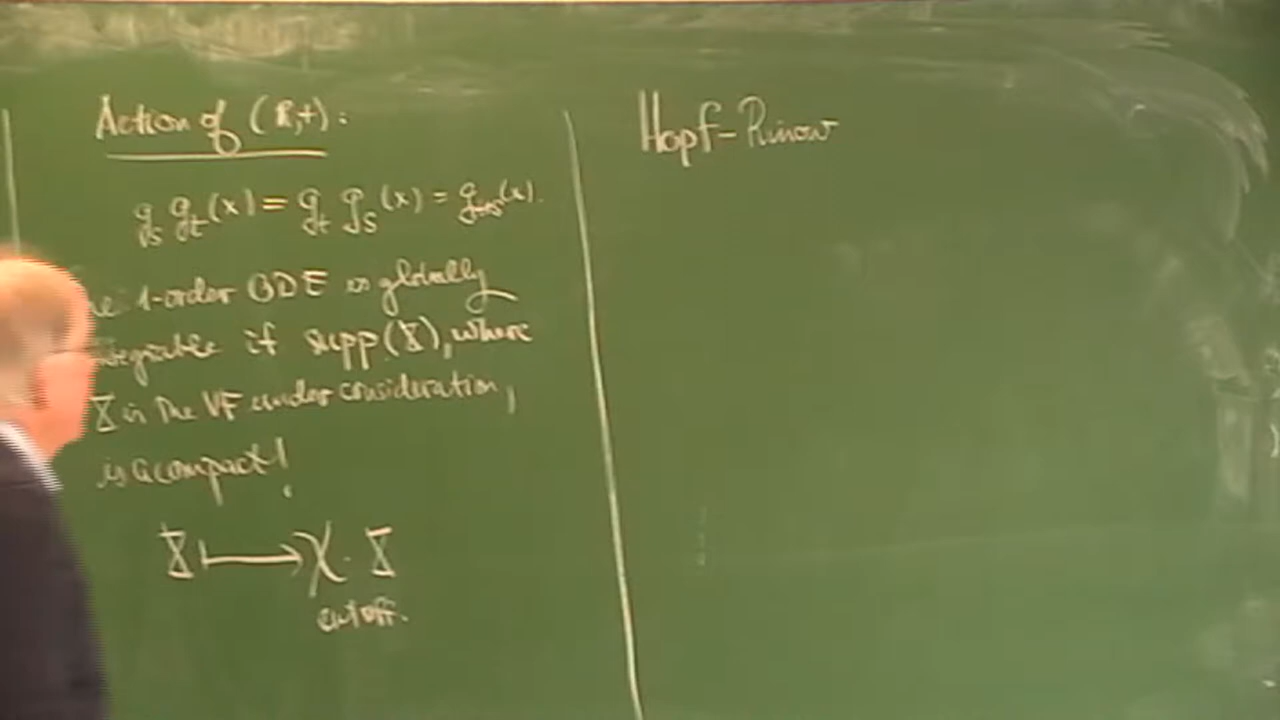 Action of (R,+):
g_s g_t(x) = g_t g_s(x) = g_{t+s}(x).
1-order ODE is globally
if supp(X), where
X is the VF under consideration,
is a compact!
X ⟼ χ · X
cutoff.
Hopf-Rinow